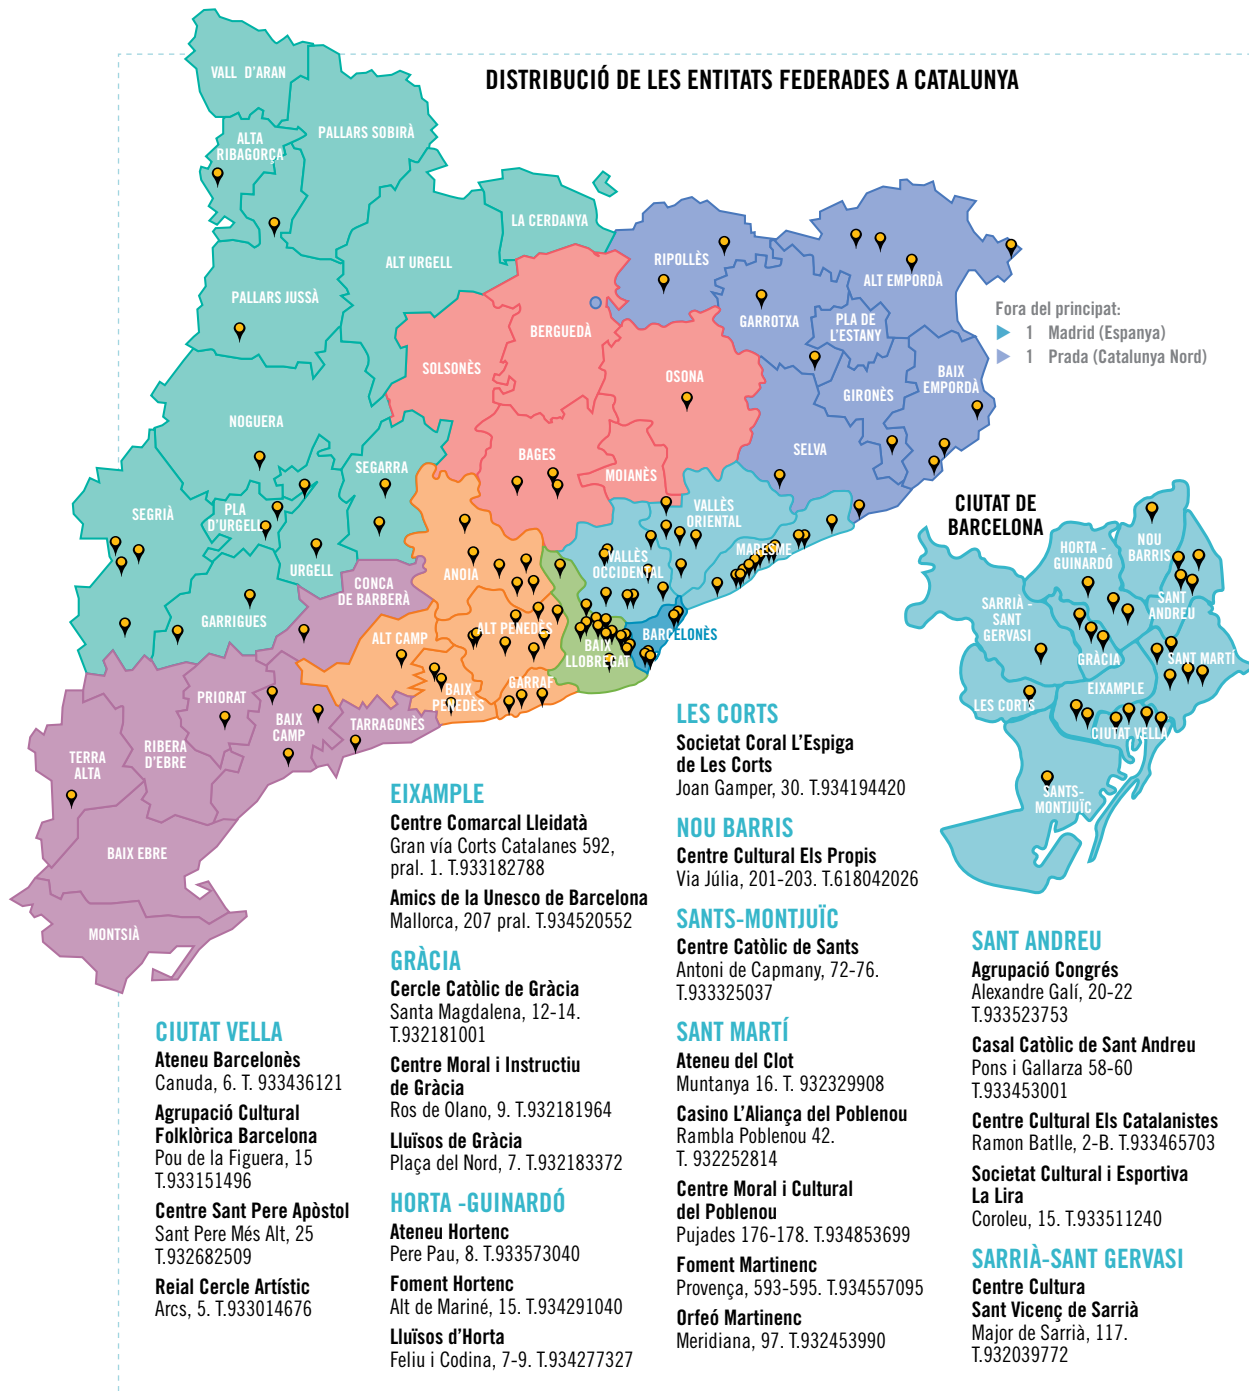 DISTRIBUCIÓ DE LES ENTITATS FEDERADES A CATALUNYA
VALL D'ARAN
ALTA
RIBAGORÇA
PALLARS SOBIRÀ
LA CERDANYA
ALT URGELL
PALLARS JUSSÀ
RIPOLLÈS
ALT EMPORDÀ
GARROTXA
PLA DE
L'ESTANY
BERGUEDÀ
SOLSONÈS
OSONA
GIRONÈS
BAIX
EMPORDÀ
NOGUERA
SEGARRA
BAGES
MOIANÈS
SELVA
SEGRIÀ
PLA
D'URGELL
URGELL
GARRIGUES
CONCA
DE BARBERÀ
ANOIA
VALLÈS
ORIENTAL
VALLÈS
OCCIDENTAL
MARESME
ALT CAMP
ALT PENEDÈS
BAIX
LLOBREGAT
BARCELONÈS
GARRAF
BAIX
PENEDÈS
PRIORAT
BAIX
CAMP
TARRAGONÈS
RIBERA
D'EBRE
TERRA
ALTA
BAIX EBRE
MONTSIÀ
Fora del principat:
1 Madrid (Espanya)
1 Prada (Catalunya Nord)
CIUTAT DE
BARCELONA
NOU
BARRIS
HORTA -
GUINARDÓ
SANT
ANDREU
SARRIÀ -
SANT
GERVASI
GRÀCIA
SANT MARTÍ
EIXAMPLE
LES CORTS
CIUTAT VELLA
SANTS-
MONTJUÏC
CIUTAT VELLA
Ateneu Barcelonès
Canuda, 6. T. 933436121
Agrupació Cultural
Folklòrica Barcelona
Pou de la Figuera, 15
T.933151496
Centre Sant Pere Apòstol
Sant Pere Més Alt, 25
T.932682509
Reial Cercle Artístic
Arcs, 5. T.933014676
EIXAMPLE
Centre Comarcal Lleidatà
Gran vía Corts Catalanes 592,
pral. 1. T.933182788
Amics de la Unesco de Barcelona
Mallorca, 207 pral. T.934520552
GRÀCIA
Cercle Catòlic de Gràcia
Santa Magdalena, 12-14.
T.932181001
Centre Moral i Instructiu
de Gràcia
Ros de Olano, 9. T.932181964
Lluïsos de Gràcia
Plaça del Nord, 7. T.932183372
HORTA -GUINARDÓ
Ateneu Hortenc
Pere Pau, 8. T.933573040
Foment Hortenc
Alt de Mariné, 15. T.934291040
Lluïsos d'Horta
Feliu i Codina, 7-9. T.934277327
LES CORTS
Societat Coral L'Espiga
de Les Corts
Joan Gamper, 30. T.934194420
NOU BARRIS
Centre Cultural Els Propis
Via Júlia, 201-203. T.618042026
SANTS-MONTJUÏC
Centre Catòlic de Sants
Antoni de Capmany, 72-76.
T.933325037
SANT MARTÍ
Ateneu del Clot
Muntanya 16. T. 932329908
Casino L'Aliança del Poblenou
Rambla Poblenou 42.
T. 932252814
Centre Moral i Cultural
del Poblenou
Pujades 176-178. T.934853699
Foment Martinenc
Provença, 593-595. T.934557095
Orfeó Martinenc
Meridiana, 97. T.932453990
SANT ANDREU
Agrupació Congrés
Alexandre Galí, 20-22
T.933523753
Casal Catòlic de Sant Andreu
Pons i Gallarza 58-60
T.933453001
Centre Cultural Els Catalanistes
Ramon Batlle, 2-B. T.933465703
Societat Cultural i Esportiva
La Lira
Coroleu, 15. T.933511240
SARRIÀ-SANT GERVASI
Centre Cultura
Sant Vicenç de Sarrià
Major de Sarrià, 117.
T.932039772